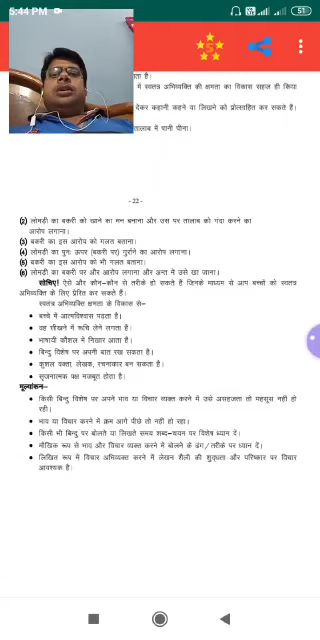 5:44 PM
51
5
ता है।
में स्वतंत्र अभिव्यक्ति की क्षमता का विकास सहज ही किया
देकर कहानी कहने या लिखने को प्रोत्साहित कर सकते हैं।
तालाब में पानी पीना।
- 22 -
(2) लोमड़ी का बकरी को खाने का मन बनाना और उस पर तालाब को गंदा करने का
आरोप लगाना।
(3) बकरी का इस आरोप को गलत बताना।
(4) लोमड़ी का पुनः ऊपर (बकरी पर) गुर्राने का आरोप लगाना।
(5) बकरी का इस आरोप को भी गलत बताना।
(6) लोमड़ी का बकरी पर और आरोप लगाना और अन्त में उसे खा जाना।
सोचिए! ऐसे और कौन-कौन से तरीके हो सकते हैं जिनके माध्यम से आप बच्चों को स्वतंत्र
अभिव्यक्ति के लिए प्रेरित कर सकते हैं।
स्वतंत्र अभिव्यक्ति क्षमता के विकास से-
• बच्चे में आत्मविश्वास बढ़ता है।
• वह सीखने में रूचि लेने लगता है।
• भाषायी कौशल में निखार आता है।
• बिन्दु विशेष पर अपनी बात रख सकता है।
• कुशल वक्ता, लेखक, रचनाकार बन सकता है।
• सृजनात्मक पक्ष मजबूत होता है।
मूल्यांकन–
• किसी बिन्दु विशेष पर अपने भाव या विचार व्यक्त करने में उसे असहजता तो महसूस नहीं हो
रही।
• भाव या विचार करने में क्रम आगे पीछे तो नहीं हो रहा।
• किसी भी बिन्दु पर बोलते या लिखते समय शब्द-चयन पर विशेष ध्यान दें।
• मौखिक रूप से भाव और विचार व्यक्त करने में बोलने के ढंग/तरीके पर ध्यान दें।
• लिखित रूप में विचार अभिव्यक्त करने में लेखन शैली की शुद्धता और परिष्कार पर विचार
आवश्यक है।